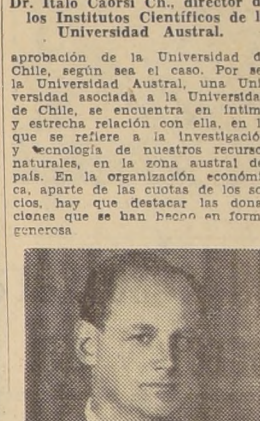 Dr. Italo Caorsi Ch., director d
los Institutos Científicos de l
Universidad Austral.
aprobación de la Universidad d
Chile, según sea el caso. Por se
la Universidad Austral, una Uni
versidad asociada a la Universida
de Chile, se encuentra en íntim
y estrecha relación con ella, en l
que se refiere a la investigació
y tecnología de nuestros recurso
naturales, en la zona austral de
país. En la organización económi
ca, aparte de las cuotas de los so
cios, hay que destacar las dona
ciones que se han hecho en form
generosa